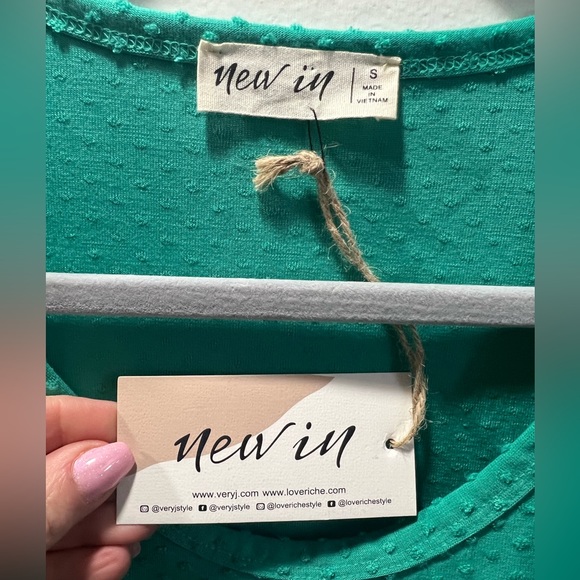 new in
S
MADE
IN
VIETNAM
new in
www.veryj.com www.loveriche.com
@veryjstyle @veryjstyle @loverichestyle @loverichestyle